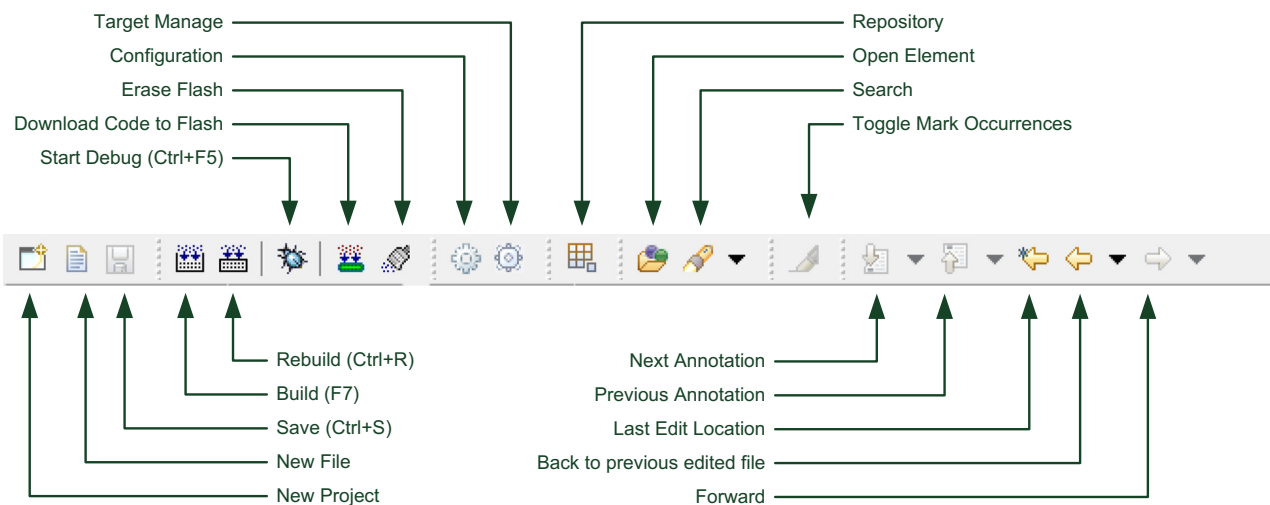 Target Manage
Configuration
Erase Flash
Download Code to Flash
Start Debug (Ctrl+F5)
Repository
Open Element
Search
Toggle Mark Occurrences
Rebuild (Ctrl+R)
Build (F7)
Save (Ctrl+S)
New File
New Project
Next Annotation
Previous Annotation
Last Edit Location
Back to previous edited file
Forward